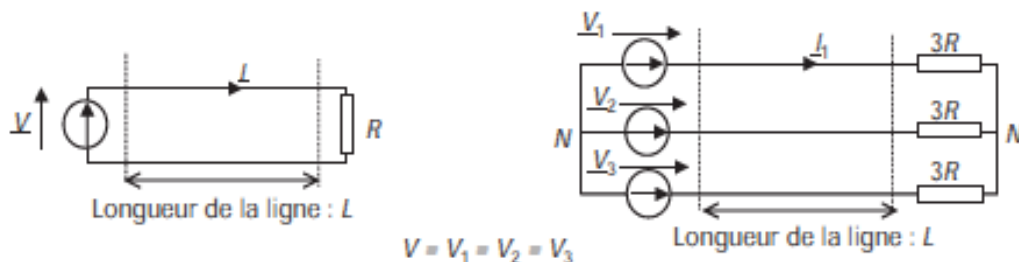 V
L
R
Longueur de la ligne : L
V1
I1
3R
V2
N
3R
N
V3
3R
Longueur de la ligne : L
V = V1 = V2 = V3